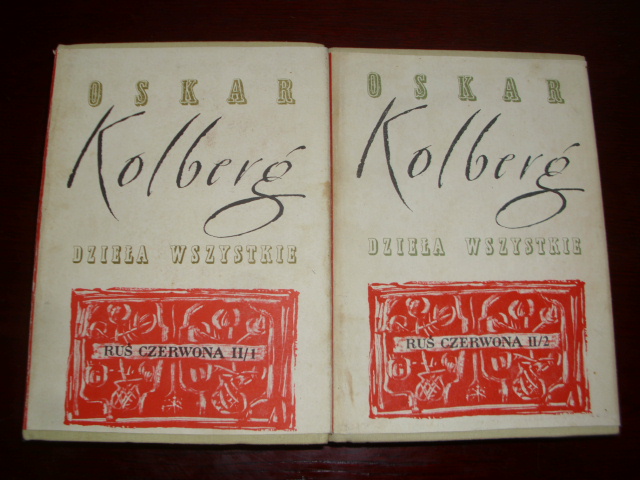 OSKAR
Kolberg
DZIEŁA WSZYSTKIE
RUŚ CZERWONA II/1
OSKAR
Kolberg
DZIEŁA WSZYSTKIE
RUŚ CZERWONA II/2